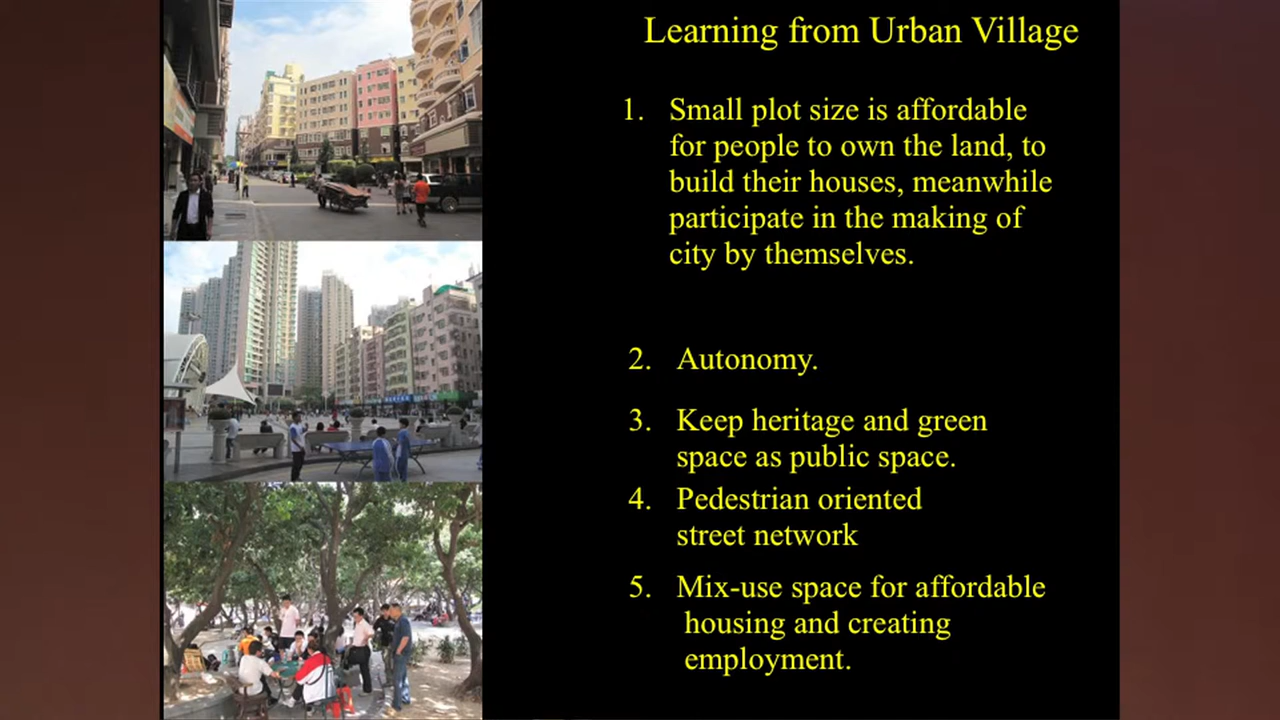 Learning from Urban Village
1. Small plot size is affordable
for people to own the land, to
build their houses, meanwhile
participate in the making of
city by themselves.
2. Autonomy.
3. Keep heritage and green
space as public space.
4. Pedestrian oriented
street network
5. Mix-use space for affordable
housing and creating
employment.